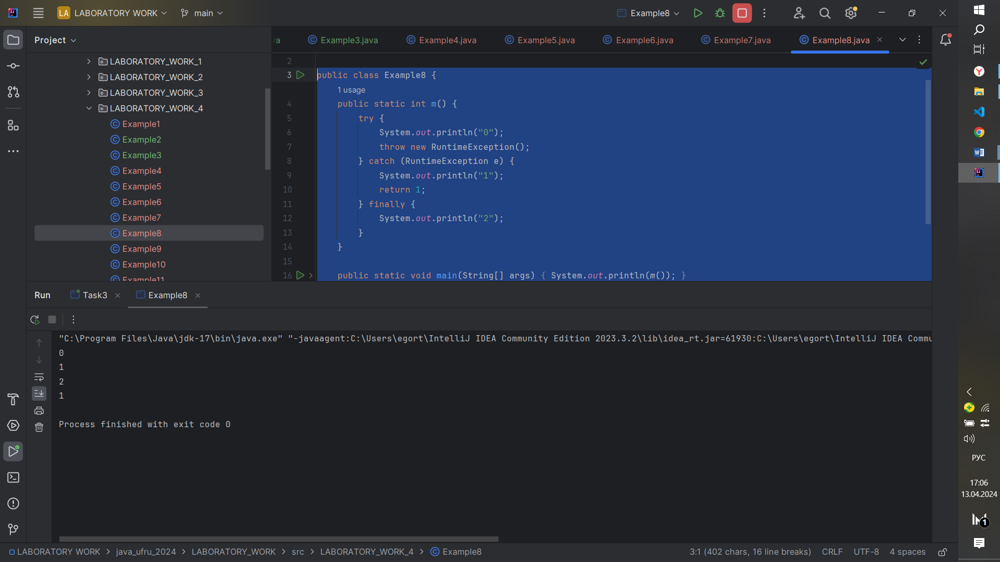 LA LABORATORY WORK main Example8
Project
va Example3.java Example4.java Example5.java Example6.java Example7.java Example8.java
LABORATORY_WORK_1
LABORATORY_WORK_2
LABORATORY_WORK_3
LABORATORY_WORK_4
Example1
Example2
Example3
Example4
Example5
Example6
Example7
Example8
Example9
Example10
Example11
2
3 public class Example8 {
1 usage
4 public static int m() {
5 try {
6 System.out.println("0");
7 throw new RuntimeException();
8 } catch (RuntimeException e) {
9 System.out.println("1");
10 return 1;
11 } finally {
12 System.out.println("2");
13 }
14 }
15
16 public static void main(String[] args) { System.out.println(m()); }
Run Task3 Example8
"C:\Program Files\Java\jdk-17\bin\java.exe" "-javaagent:C:\Users\egort\IntelliJ IDEA Community Edition 2023.3.2\lib\idea_rt.jar=61930:C:\Users\egort\IntelliJ IDEA Commu
0
1
2
1
Process finished with exit code 0
LABORATORY WORK > java_ufru_2024 > LABORATORY_WORK > src > LABORATORY_WORK_4 > Example8
3:1 (402 chars, 16 line breaks) CRLF UTF-8 4 spaces
РУС
17:06
13.04.2024
1